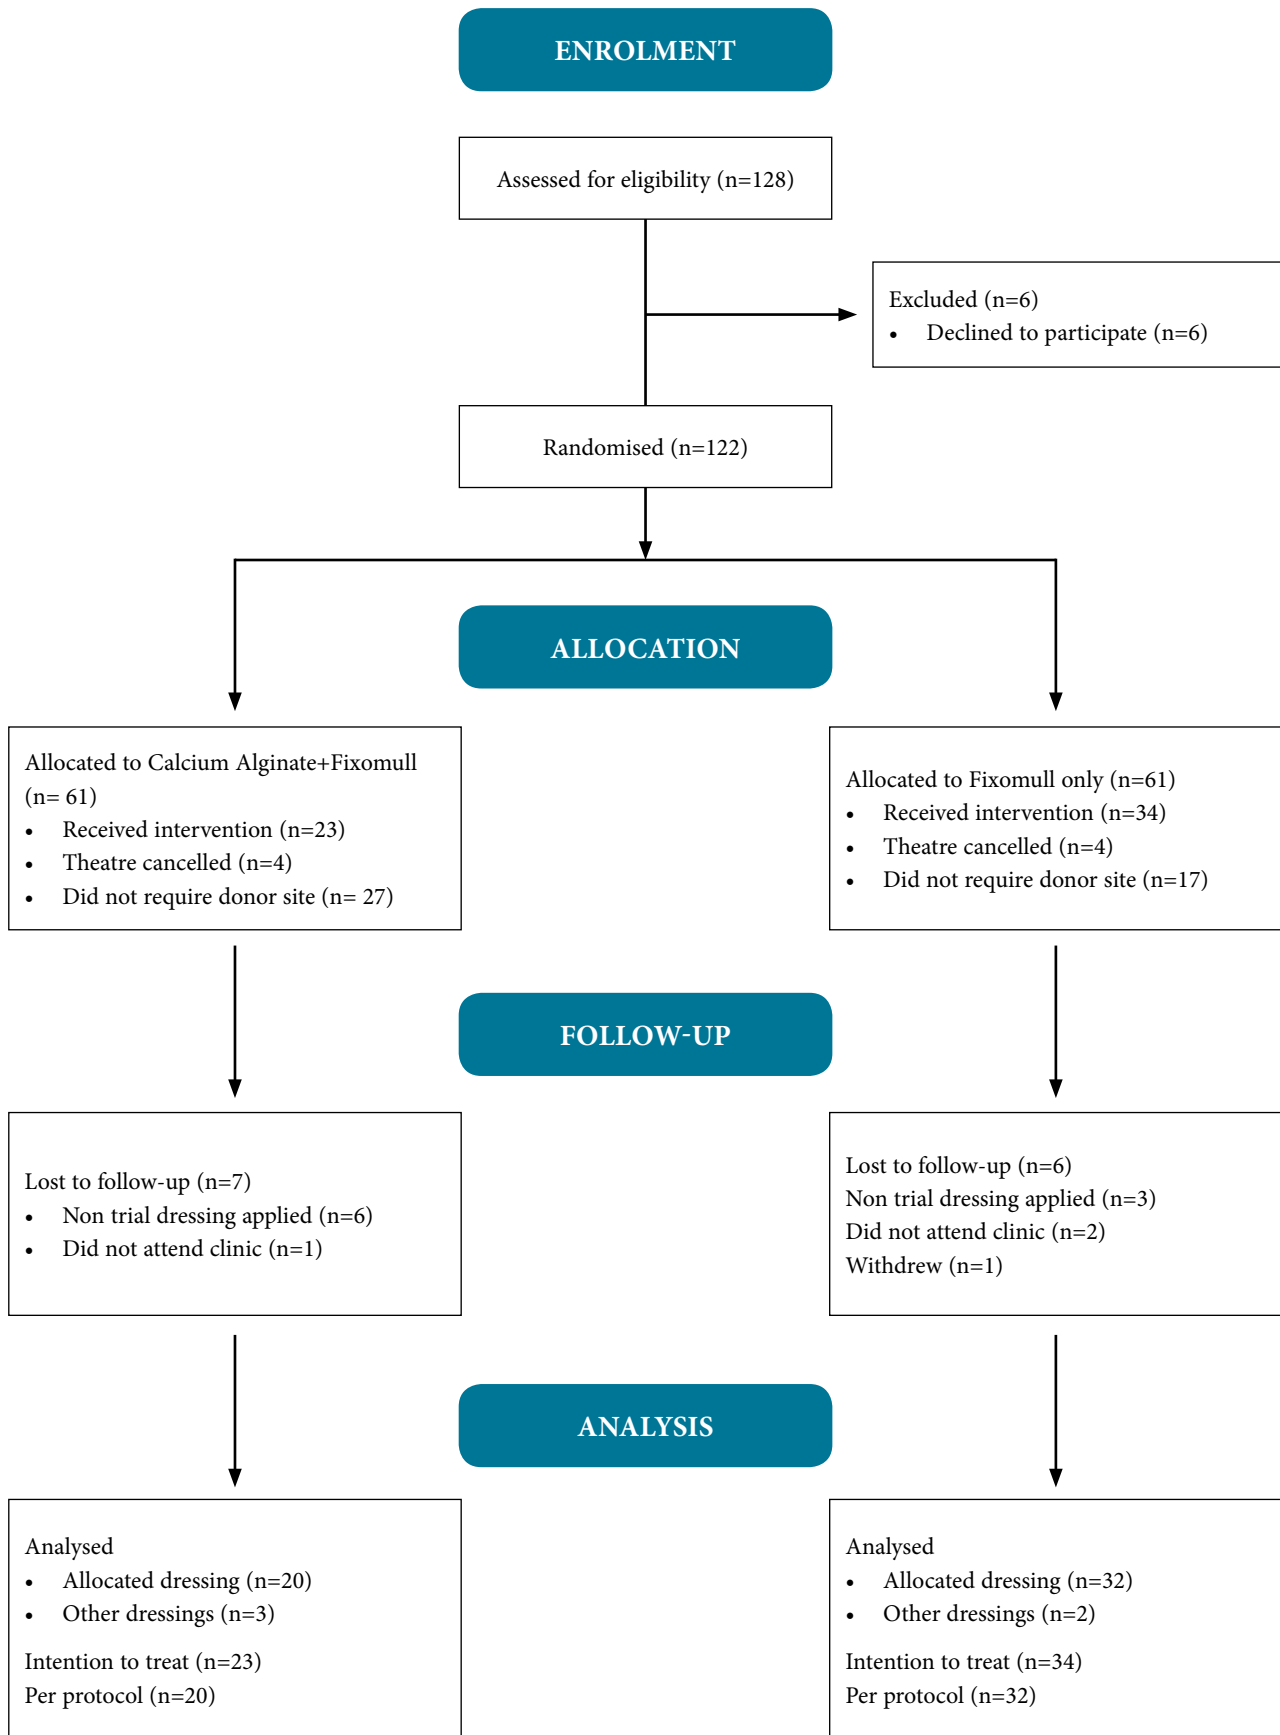 ENROLMENT
Assessed for eligibility (n=128)
Excluded (n=6)
• Declined to participate (n=6)
Randomised (n=122)
ALLOCATION
Allocated to Calcium Alginate+Fixomull
(n= 61)
• Received intervention (n=23)
• Theatre cancelled (n=4)
• Did not require donor site (n= 27)
Allocated to Fixomull only (n=61)
• Received intervention (n=34)
• Theatre cancelled (n=4)
• Did not require donor site (n=17)
FOLLOW-UP
Lost to follow-up (n=7)
• Non trial dressing applied (n=6)
• Did not attend clinic (n=1)
Lost to follow-up (n=6)
Non trial dressing applied (n=3)
Did not attend clinic (n=2)
Withdrew (n=1)
ANALYSIS
Analysed
• Allocated dressing (n=20)
• Other dressings (n=3)
Intention to treat (n=23)
Per protocol (n=20)
Analysed
• Allocated dressing (n=32)
• Other dressings (n=2)
Intention to treat (n=34)
Per protocol (n=32)